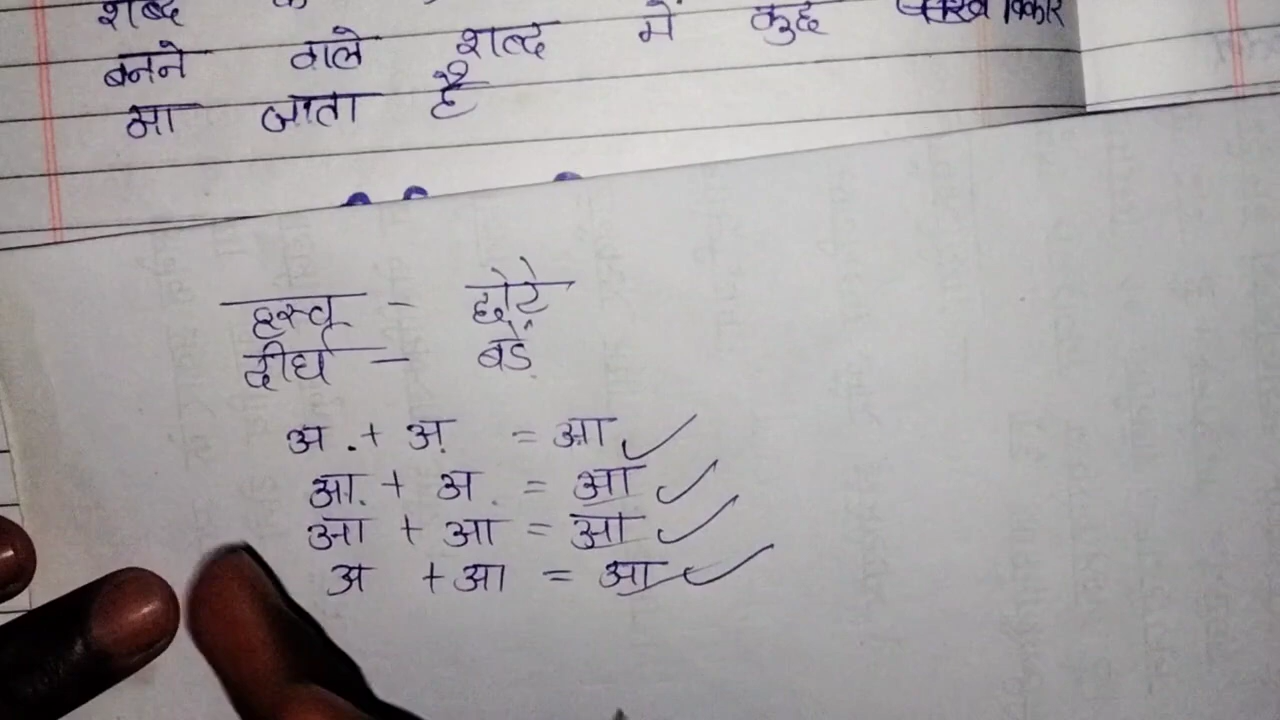 शब्द
बनने वाले शब्द में कुछ विकार
आ जाता है
ह्रस्व - छोटे
दीर्घ - बड़े
अ + अ = आ
आ + अ = आ
आ + आ = आ
अ + आ = आ